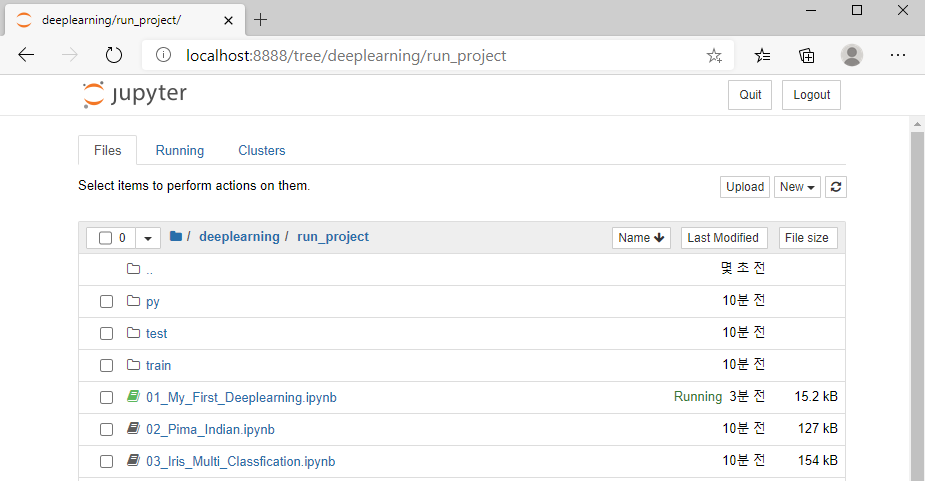 deeplearning/run_project/
localhost:8888/tree/deeplearning/run_project
jupyter
Quit Logout
Files Running Clusters
Select items to perform actions on them.
Upload New
0 / deeplearning / run_project Name Last Modified File size
.. 몇 초 전
py 10분 전
test 10분 전
train 10분 전
01_My_First_Deeplearning.ipynb Running 3분 전 15.2 kB
02_Pima_Indian.ipynb 10분 전 127 kB
03_Iris_Multi_Classfication.ipynb 10분 전 154 kB